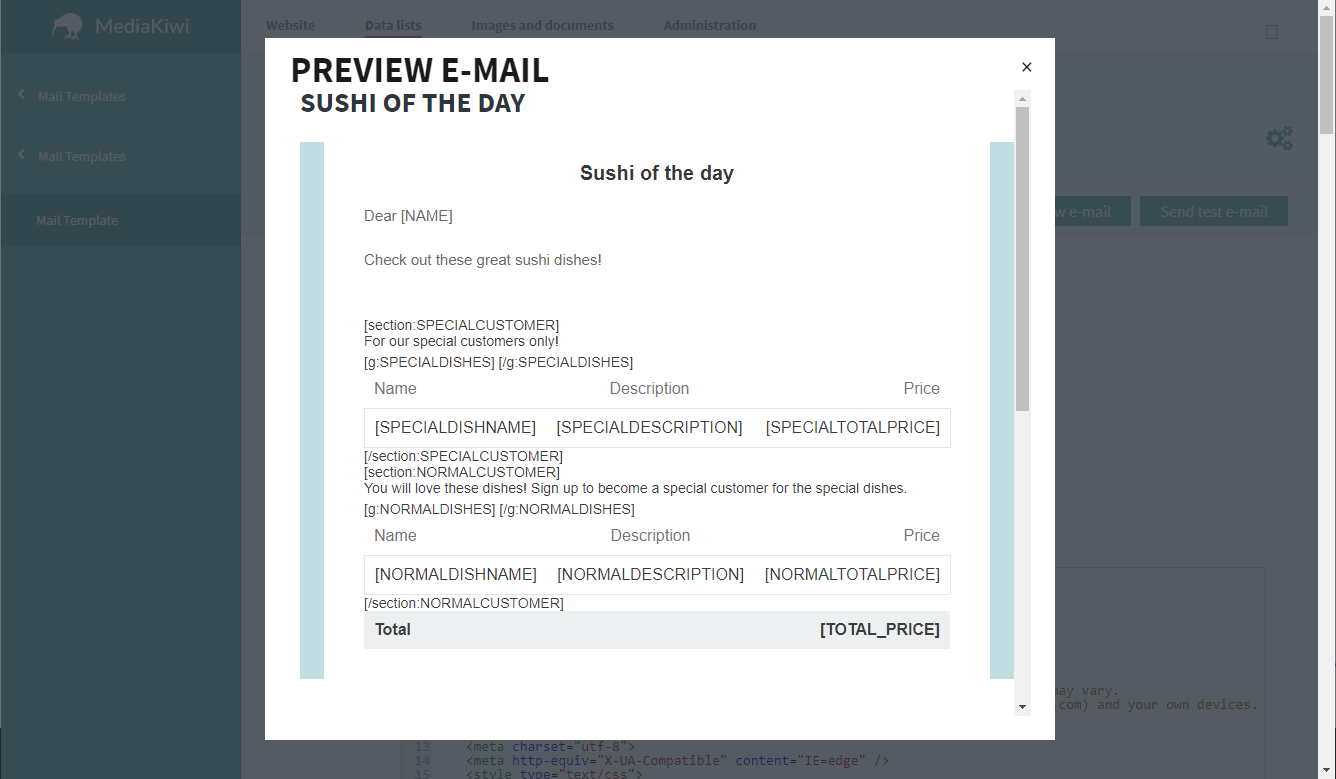 MediaKiwi
Website Data lists Images and documents Administration
Mail Templates
Mail Templates
Mail Template
PREVIEW E-MAIL
×
SUSHI OF THE DAY
w e-mail Send test e-mail
Sushi of the day
Dear [NAME]
Check out these great sushi dishes!
[section:SPECIALCUSTOMER]
For our special customers only!
[g:SPECIALDISHES] [/g:SPECIALDISHES]
Name Description Price
[SPECIALDISHNAME] [SPECIALDESCRIPTION] [SPECIALTOTALPRICE]
[/section:SPECIALCUSTOMER]
[section:NORMALCUSTOMER]
You will love these dishes! Sign up to become a special customer for the special dishes.
[g:NORMALDISHES] [/g:NORMALDISHES]
Name Description Price
[NORMALDISHNAME] [NORMALDESCRIPTION] [NORMALTOTALPRICE]
[/section:NORMALCUSTOMER]
Total [TOTAL_PRICE]
may vary.
.com) and your own devices.
13 <meta charset="utf-8">
14 <meta http-equiv="X-UA-Compatible" content="IE=edge" />
15 <style type="text/css">